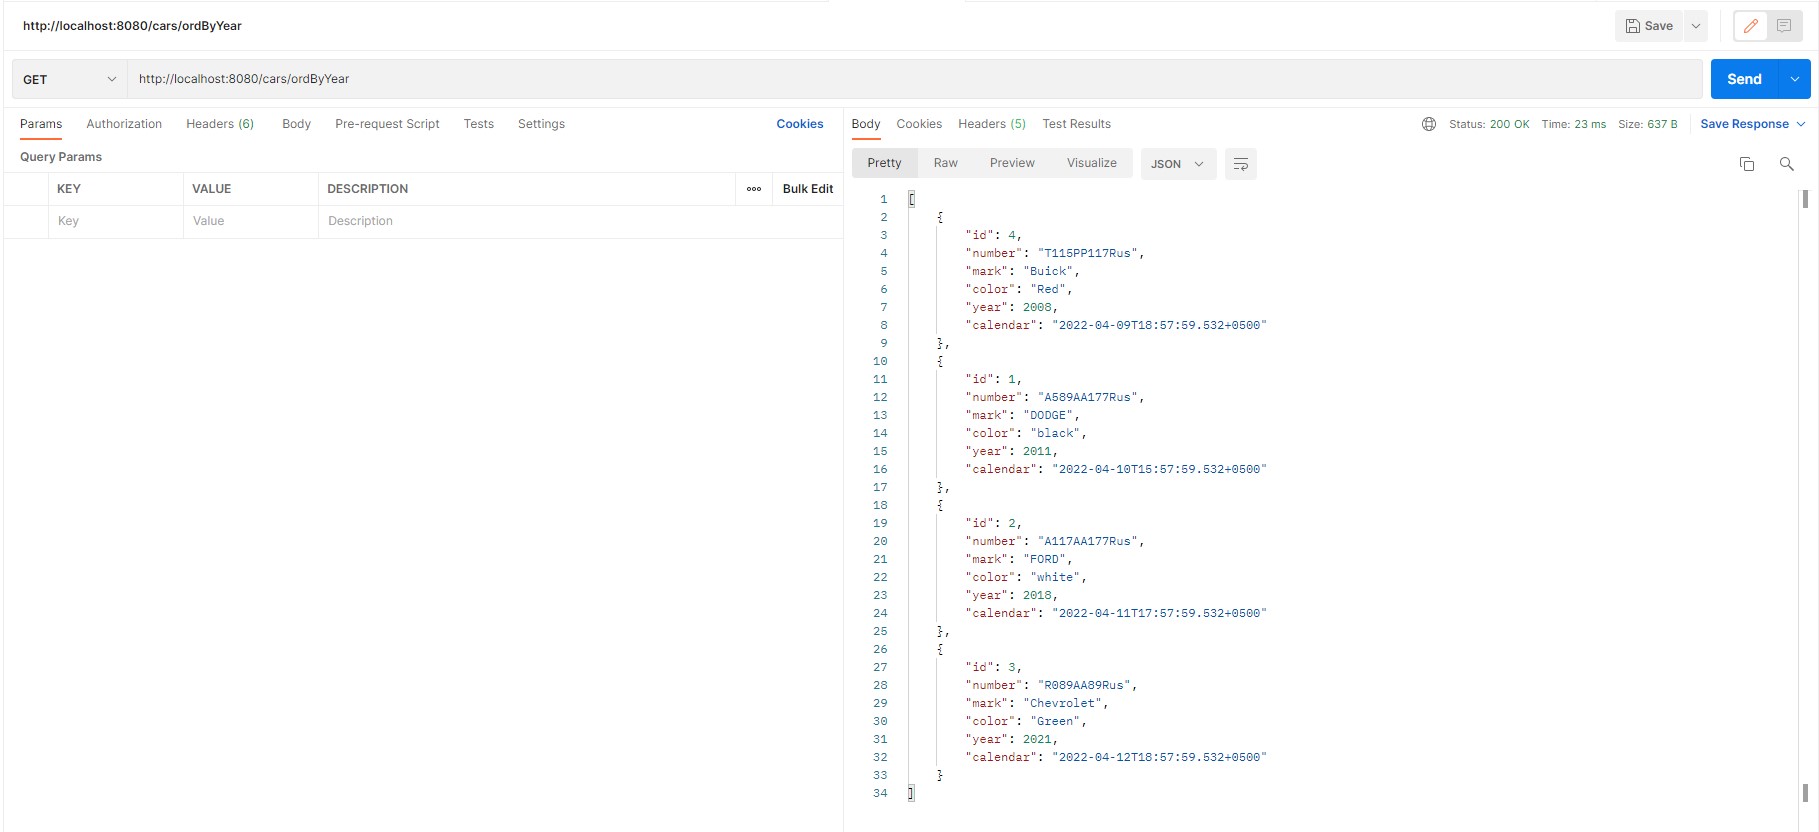 http://localhost:8080/cars/ordByYear
Save
GET http://localhost:8080/cars/ordByYear Send
Params Authorization Headers (6) Body Pre-request Script Tests Settings Cookies
Query Params
KEY VALUE DESCRIPTION ooo Bulk Edit
Key Value Description
Body Cookies Headers (5) Test Results Status: 200 OK Time: 23 ms Size: 637 B Save Response
Pretty Raw Preview Visualize JSON
1 [
2 {
3 "id": 4,
4 "number": "T115PP117Rus",
5 "mark": "Buick",
6 "color": "Red",
7 "year": 2008,
8 "calendar": "2022-04-09T18:57:59.532+0500"
9 },
10 {
11 "id": 1,
12 "number": "A589AA177Rus",
13 "mark": "DODGE",
14 "color": "black",
15 "year": 2011,
16 "calendar": "2022-04-10T15:57:59.532+0500"
17 },
18 {
19 "id": 2,
20 "number": "A117AA177Rus",
21 "mark": "FORD",
22 "color": "white",
23 "year": 2018,
24 "calendar": "2022-04-11T17:57:59.532+0500"
25 },
26 {
27 "id": 3,
28 "number": "R089AA89Rus",
29 "mark": "Chevrolet",
30 "color": "Green",
31 "year": 2021,
32 "calendar": "2022-04-12T18:57:59.532+0500"
33 }
34 ]